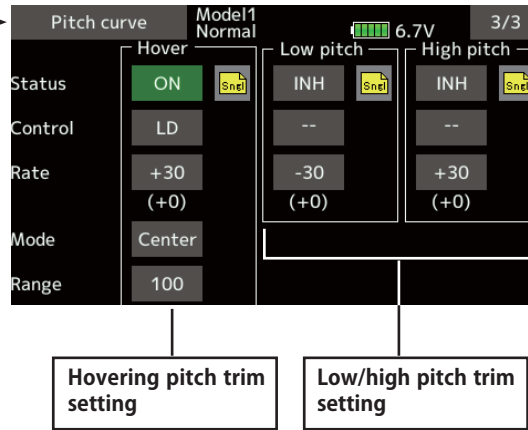 Pitch curve Model1 Normal 6.7V 3/3
Hover Low pitch High pitch
Status ON Sngl INH Sngl INH Sngl
Control LD -- --
Rate +30 -30 +30
(+0) (+0) (+0)
Mode Center
Range 100
Hovering pitch trim
setting
Low/high pitch trim
setting